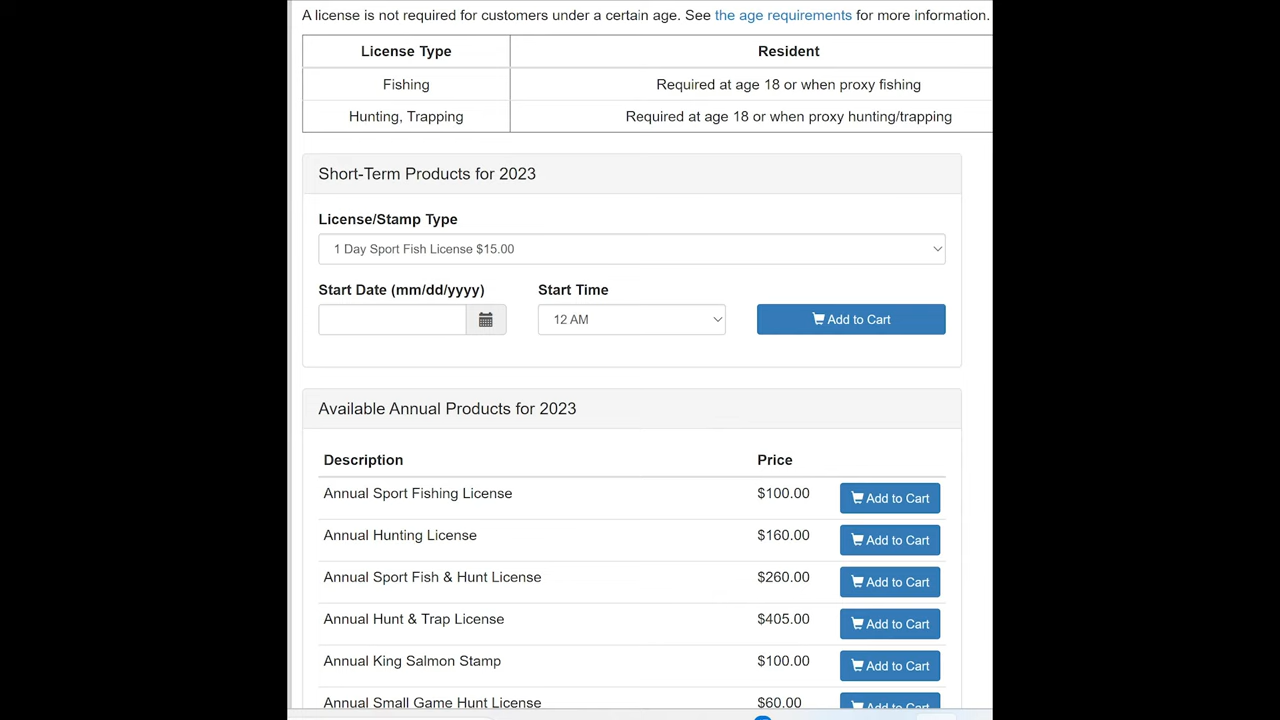 A license is not required for customers under a certain age. See the age requirements for more information.
License Type Resident
Fishing Required at age 18 or when proxy fishing
Hunting, Trapping Required at age 18 or when proxy hunting/trapping
Short-Term Products for 2023
License/Stamp Type
1 Day Sport Fish License $15.00
Start Date (mm/dd/yyyy) Start Time
12 AM Add to Cart
Available Annual Products for 2023
Description Price
Annual Sport Fishing License $100.00 Add to Cart
Annual Hunting License $160.00 Add to Cart
Annual Sport Fish & Hunt License $260.00 Add to Cart
Annual Hunt & Trap License $405.00 Add to Cart
Annual King Salmon Stamp $100.00 Add to Cart
Annual Small Game Hunt License $60.00 Add to Cart